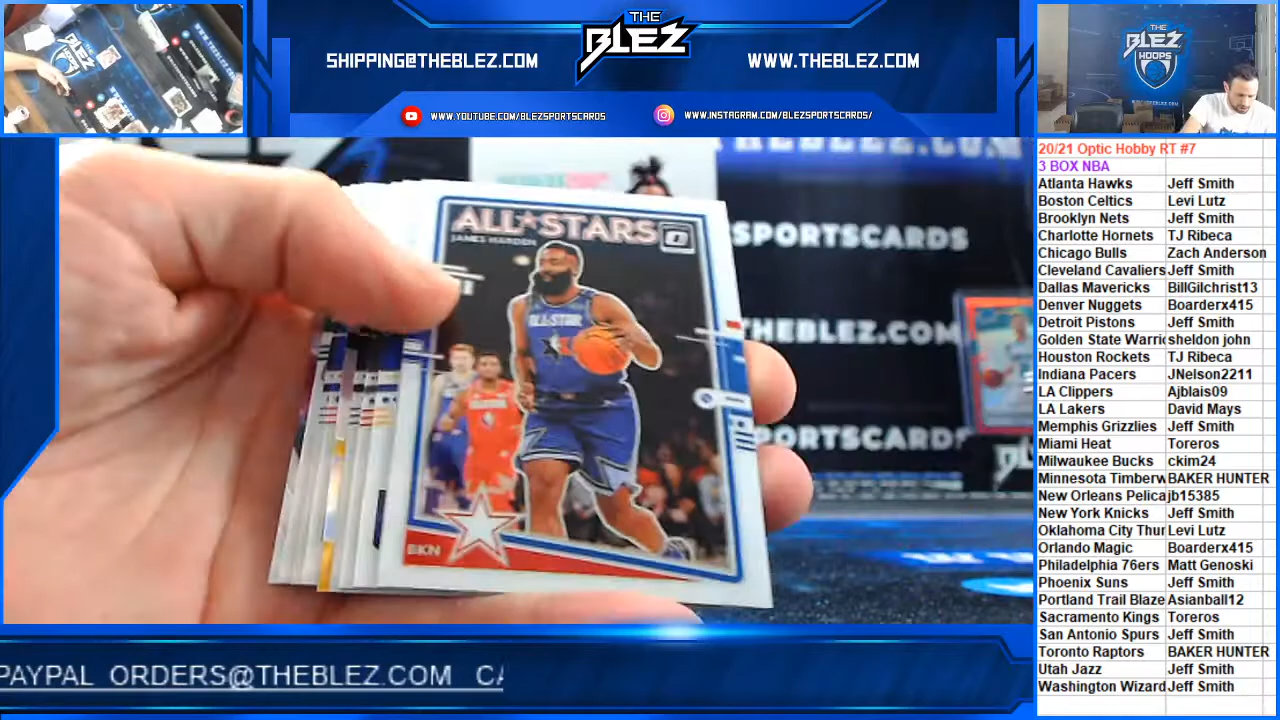 SHIPPING@THEBLEZ.COM
THE
BLEZ
WWW.THEBLEZ.COM
WWW.YOUTUBE.COM/BLEZSPORTSCARDS
WWW.INSTAGRAM.COM/BLEZSPORTSCARDS/
THE
BLEZ
HOOPS
20/21 Optic Hobby RT #7
3 BOX NBA
Atlanta Hawks Jeff Smith
Boston Celtics Levi Lutz
Brooklyn Nets Jeff Smith
Charlotte Hornets TJ Ribeca
Chicago Bulls Zach Anderson
Cleveland Cavaliers Jeff Smith
Dallas Mavericks BillGilchrist13
Denver Nuggets Boarderx415
Detroit Pistons Jeff Smith
Golden State Warri sheldon john
Houston Rockets TJ Ribeca
Indiana Pacers JNelson2211
LA Clippers Ajblais09
LA Lakers David Mays
Memphis Grizzlies Jeff Smith
Miami Heat Toreros
Milwaukee Bucks ckim24
Minnesota Timberw BAKER HUNTER
New Orleans Pelica jb15385
New York Knicks Jeff Smith
Oklahoma City Thu Levi Lutz
Orlando Magic Boarderx415
Philadelphia 76ers Matt Genoski
Phoenix Suns Jeff Smith
Portland Trail Blaze Asianball12
Sacramento Kings Toreros
San Antonio Spurs Jeff Smith
Toronto Raptors BAKER HUNTER
Utah Jazz Jeff Smith
Washington Wizard Jeff Smith
ALL★STARS
JAMES HARDEN
ALL-STAR
BKN
SPORTSCARDS
THEBLEZ.COM
SPORTSCARDS
PAYPAL ORDERS@THEBLEZ.COM CA